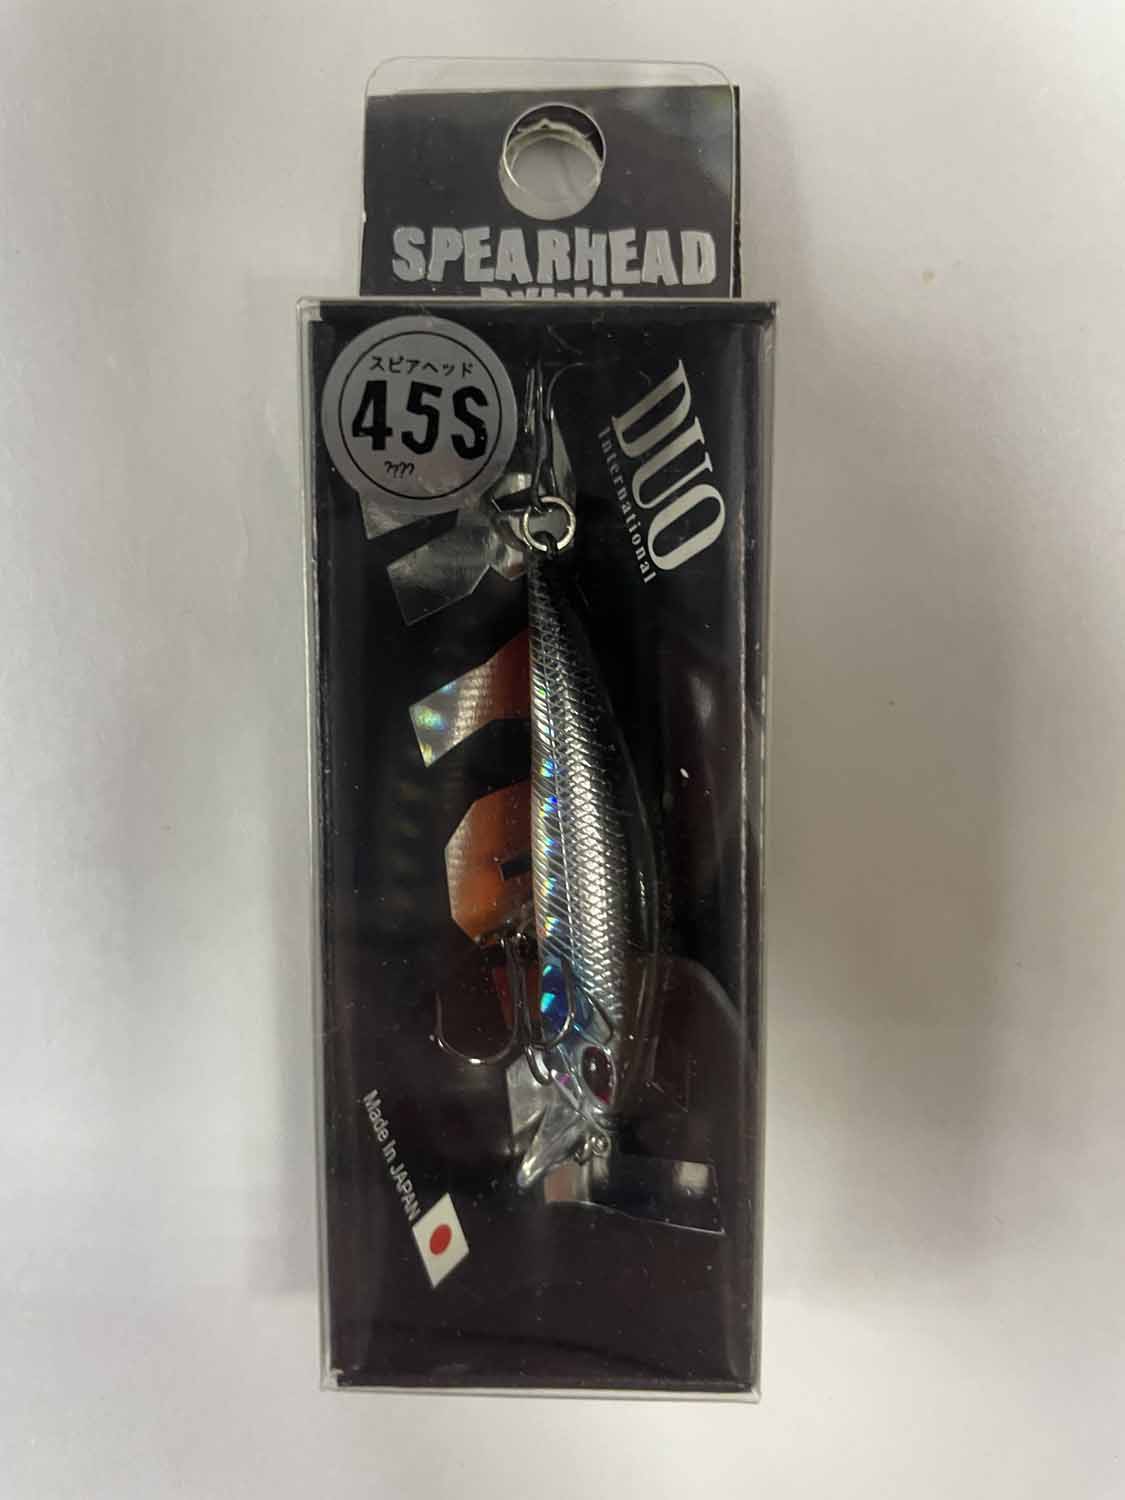 SPEARHEAD
スピアヘッド
45S
DUO
International
Made In JAPAN